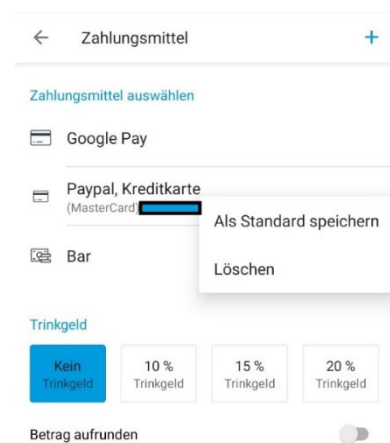 Zahlungsmittel
Zahlungsmittel auswählen
Google Pay
Paypal, Kreditkarte
(MasterCard)
Als Standard speichern
Löschen
Bar
Trinkgeld
Kein
Trinkgeld
10 %
Trinkgeld
15 %
Trinkgeld
20 %
Trinkgeld
Betrag aufrunden